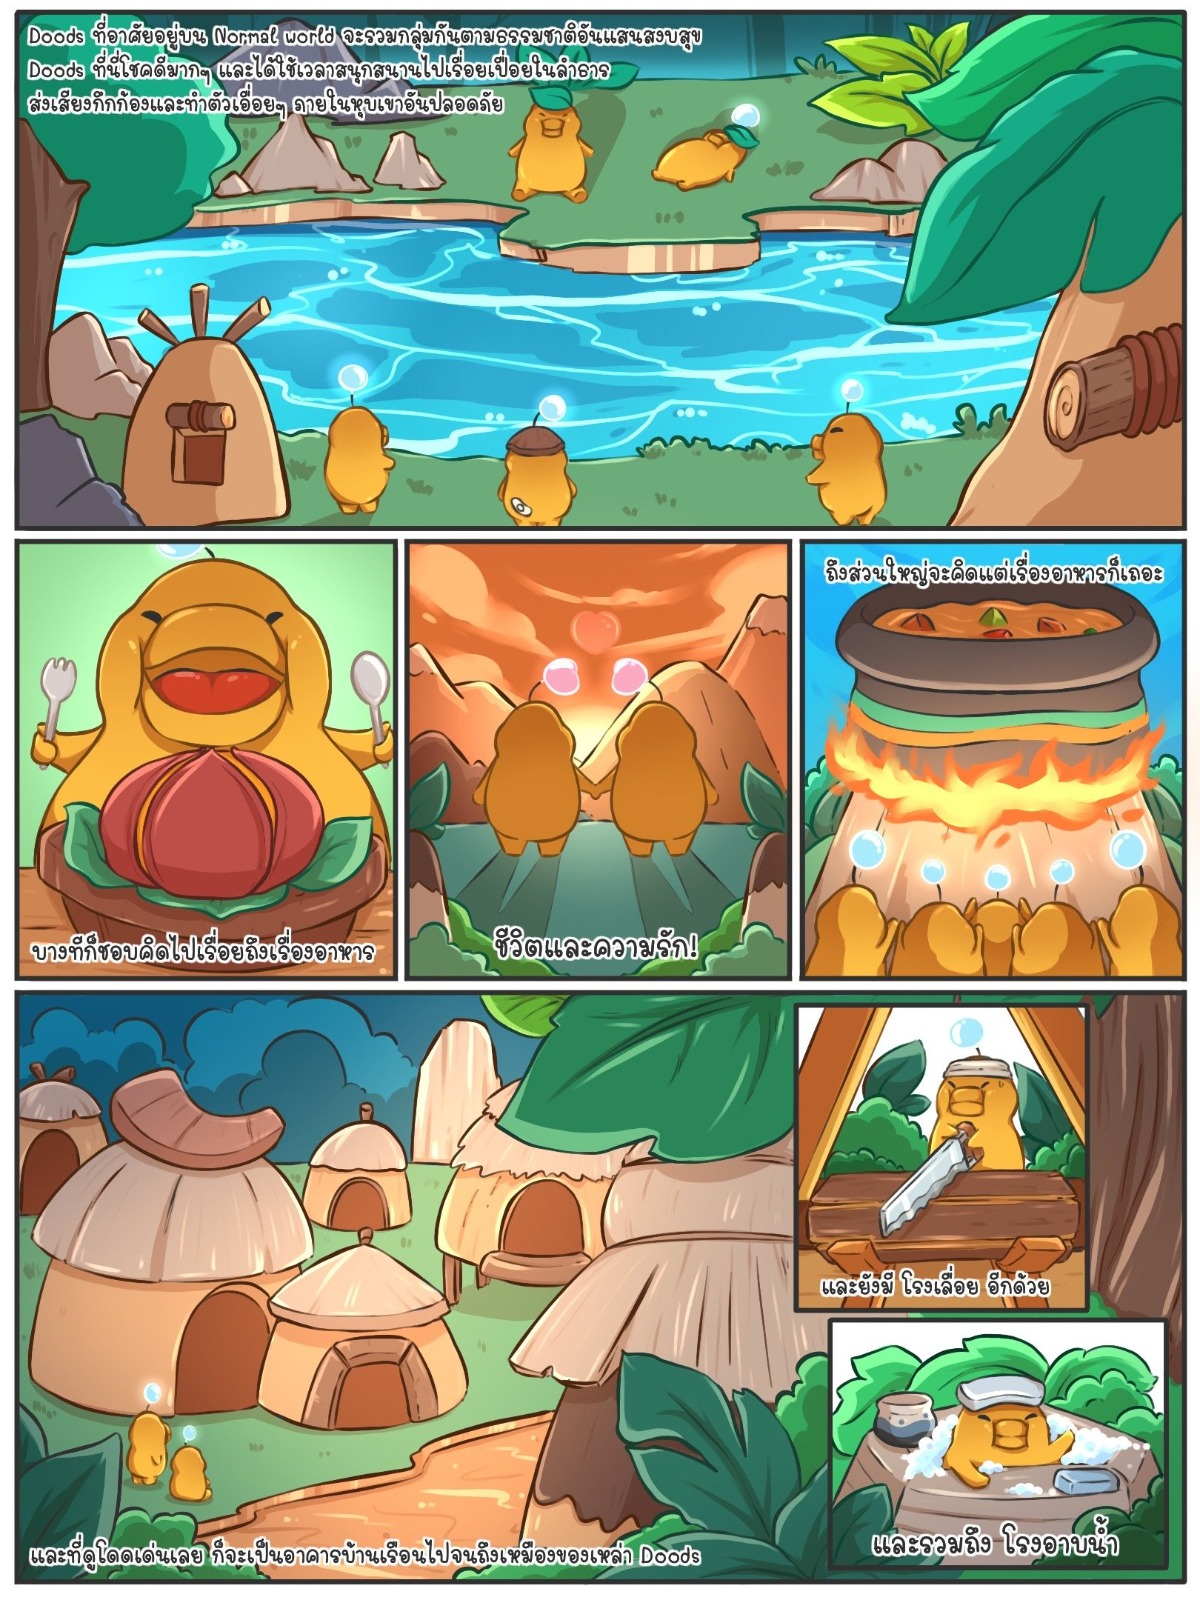 Doods ที่อาศัยอยู่บน Normal world จะรวมกลุ่มกันตามธรรมชาติอันแสนสงบสุข
Doods ที่นี่โชคดีมากๆ และได้ใช้เวลาสนุกสนานไปเรื่อยเปื่อยในลำธาร
ส่งเสียงกึกก้องและทำตัวเอื่อยๆ ภายในหุบเขาอันปลอดภัย
บางทีก็ชอบคิดไปเรื่อยถึงเรื่องอาหาร
ชีวิตและความรัก!
ถึงส่วนใหญ่จะคิดแต่เรื่องอาหารก็เถอะ
และยังมี โรงเลื่อย อีกด้วย
และรวมถึง โรงอาบน้ำ
และที่ดูโดดเด่นเลย ก็จะเป็นอาคารบ้านเรือนไปจนถึงเหมืองของเหล่า Doods